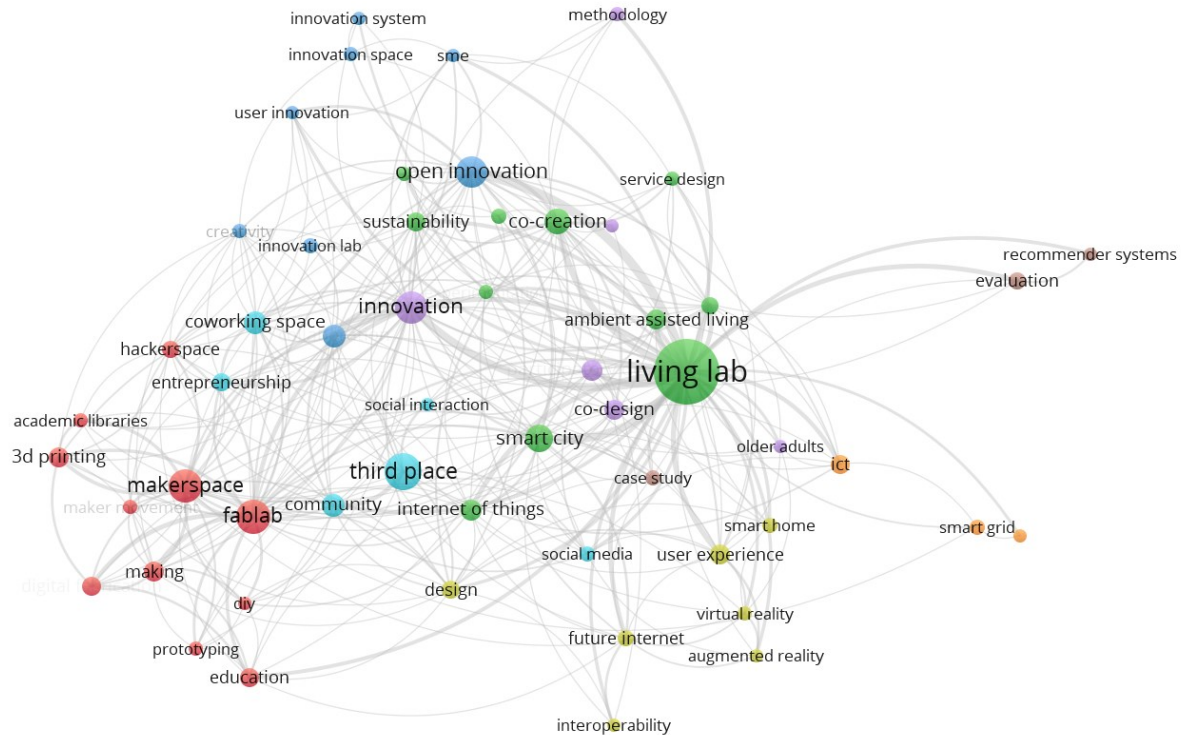 innovation system
methodology
innovation space
sme
user innovation
open innovation
service design
sustainability
co-creation
creativity
innovation lab
recommender systems
evaluation
innovation
coworking space
ambient assisted living
hackerspace
living lab
entrepreneurship
social interaction
co-design
academic libraries
smart city
older adults
3d printing
ict
third place
case study
makerspace
maker movement
community
internet of things
fablab
smart home
smart grid
social media
user experience
making
digital
design
diy
virtual reality
future internet
protyping
augmented reality
education
interoperability